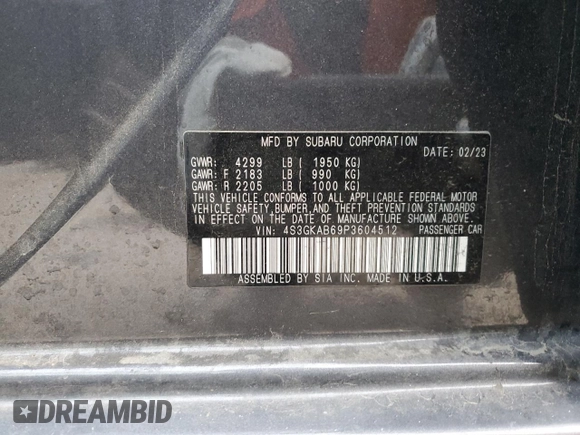 MFD BY SUBARU CORPORATION
DATE: 02/23
GVWR: 4299 LB ( 1950 KG)
GAWR: F 2183 LB ( 990 KG)
GAWR: R 2205 LB ( 1000 KG)
THIS VEHICLE CONFORMS TO ALL APPLICABLE FEDERAL MOTOR
VEHICLE SAFETY, BUMPER, AND THEFT PREVENTION STANDARDS
IN EFFECT ON THE DATE OF MANUFACTURE SHOWN ABOVE.
VIN: 4S3GKAB69P3604512 PASSENGER CAR
ASSEMBLED BY SIA INC. MADE IN U.S.A.
DREAMBID